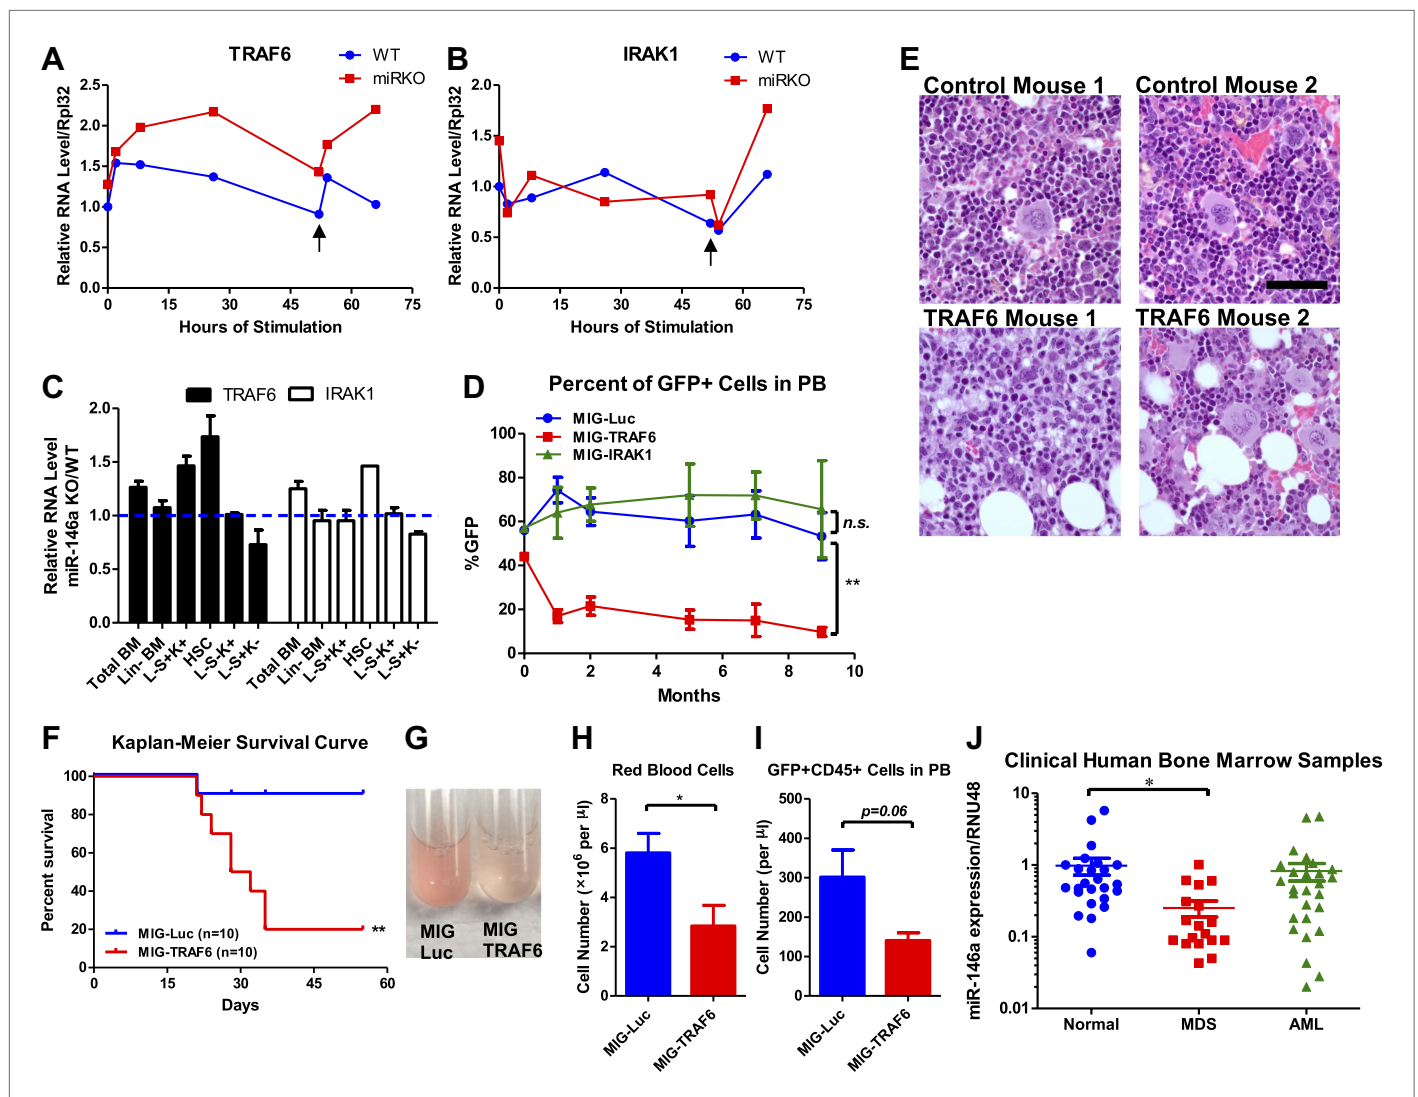 A
TRAF6
WT
miRKO
Relative RNA Level/Rpl32
2.5
2.0
1.5
1.0
0.5
0.0
0 15 30 45 60 75
Hours of Stimulation
B
IRAK1
WT
miRKO
Relative RNA Level/Rpl32
2.0
1.5
1.0
0.5
0.0
0 15 30 45 60 75
Hours of Stimulation
C
TRAF6 IRAK1
Relative RNA Level
miR-146a KO/WT
2.0
1.5
1.0
0.5
0.0
Total BM
Lin- BM
L-S+K+
HSC
L-S-K+
L-S+K-
Total BM
Lin- BM
L-S+K+
HSC
L-S-K+
L-S+K-
D
Percent of GFP+ Cells in PB
MIG-Luc
MIG-TRAF6
MIG-IRAK1
%GFP
100
80
60
40
20
0
n.s.
**
0 2 4 6 8 10
Months
E
Control Mouse 1
Control Mouse 2
TRAF6 Mouse 1
TRAF6 Mouse 2
F
Kaplan-Meier Survival Curve
Percent survival
100
80
60
40
20
0
MIG-Luc (n=10)
MIG-TRAF6 (n=10)
**
0 15 30 45 60
Days
G
MIG
Luc
MIG
TRAF6
H
Red Blood Cells
Cell Number (×10⁶ per μl)
8
6
4
2
0
*
MIG-Luc
MIG-TRAF6
I
GFP+CD45+ Cells in PB
Cell Number (per μl)
500
400
300
200
100
0
p=0.06
MIG-Luc
MIG-TRAF6
J
Clinical Human Bone Marrow Samples
miR-146a expression/RNU48
10
1
0.1
0.01
*
Normal MDS AML